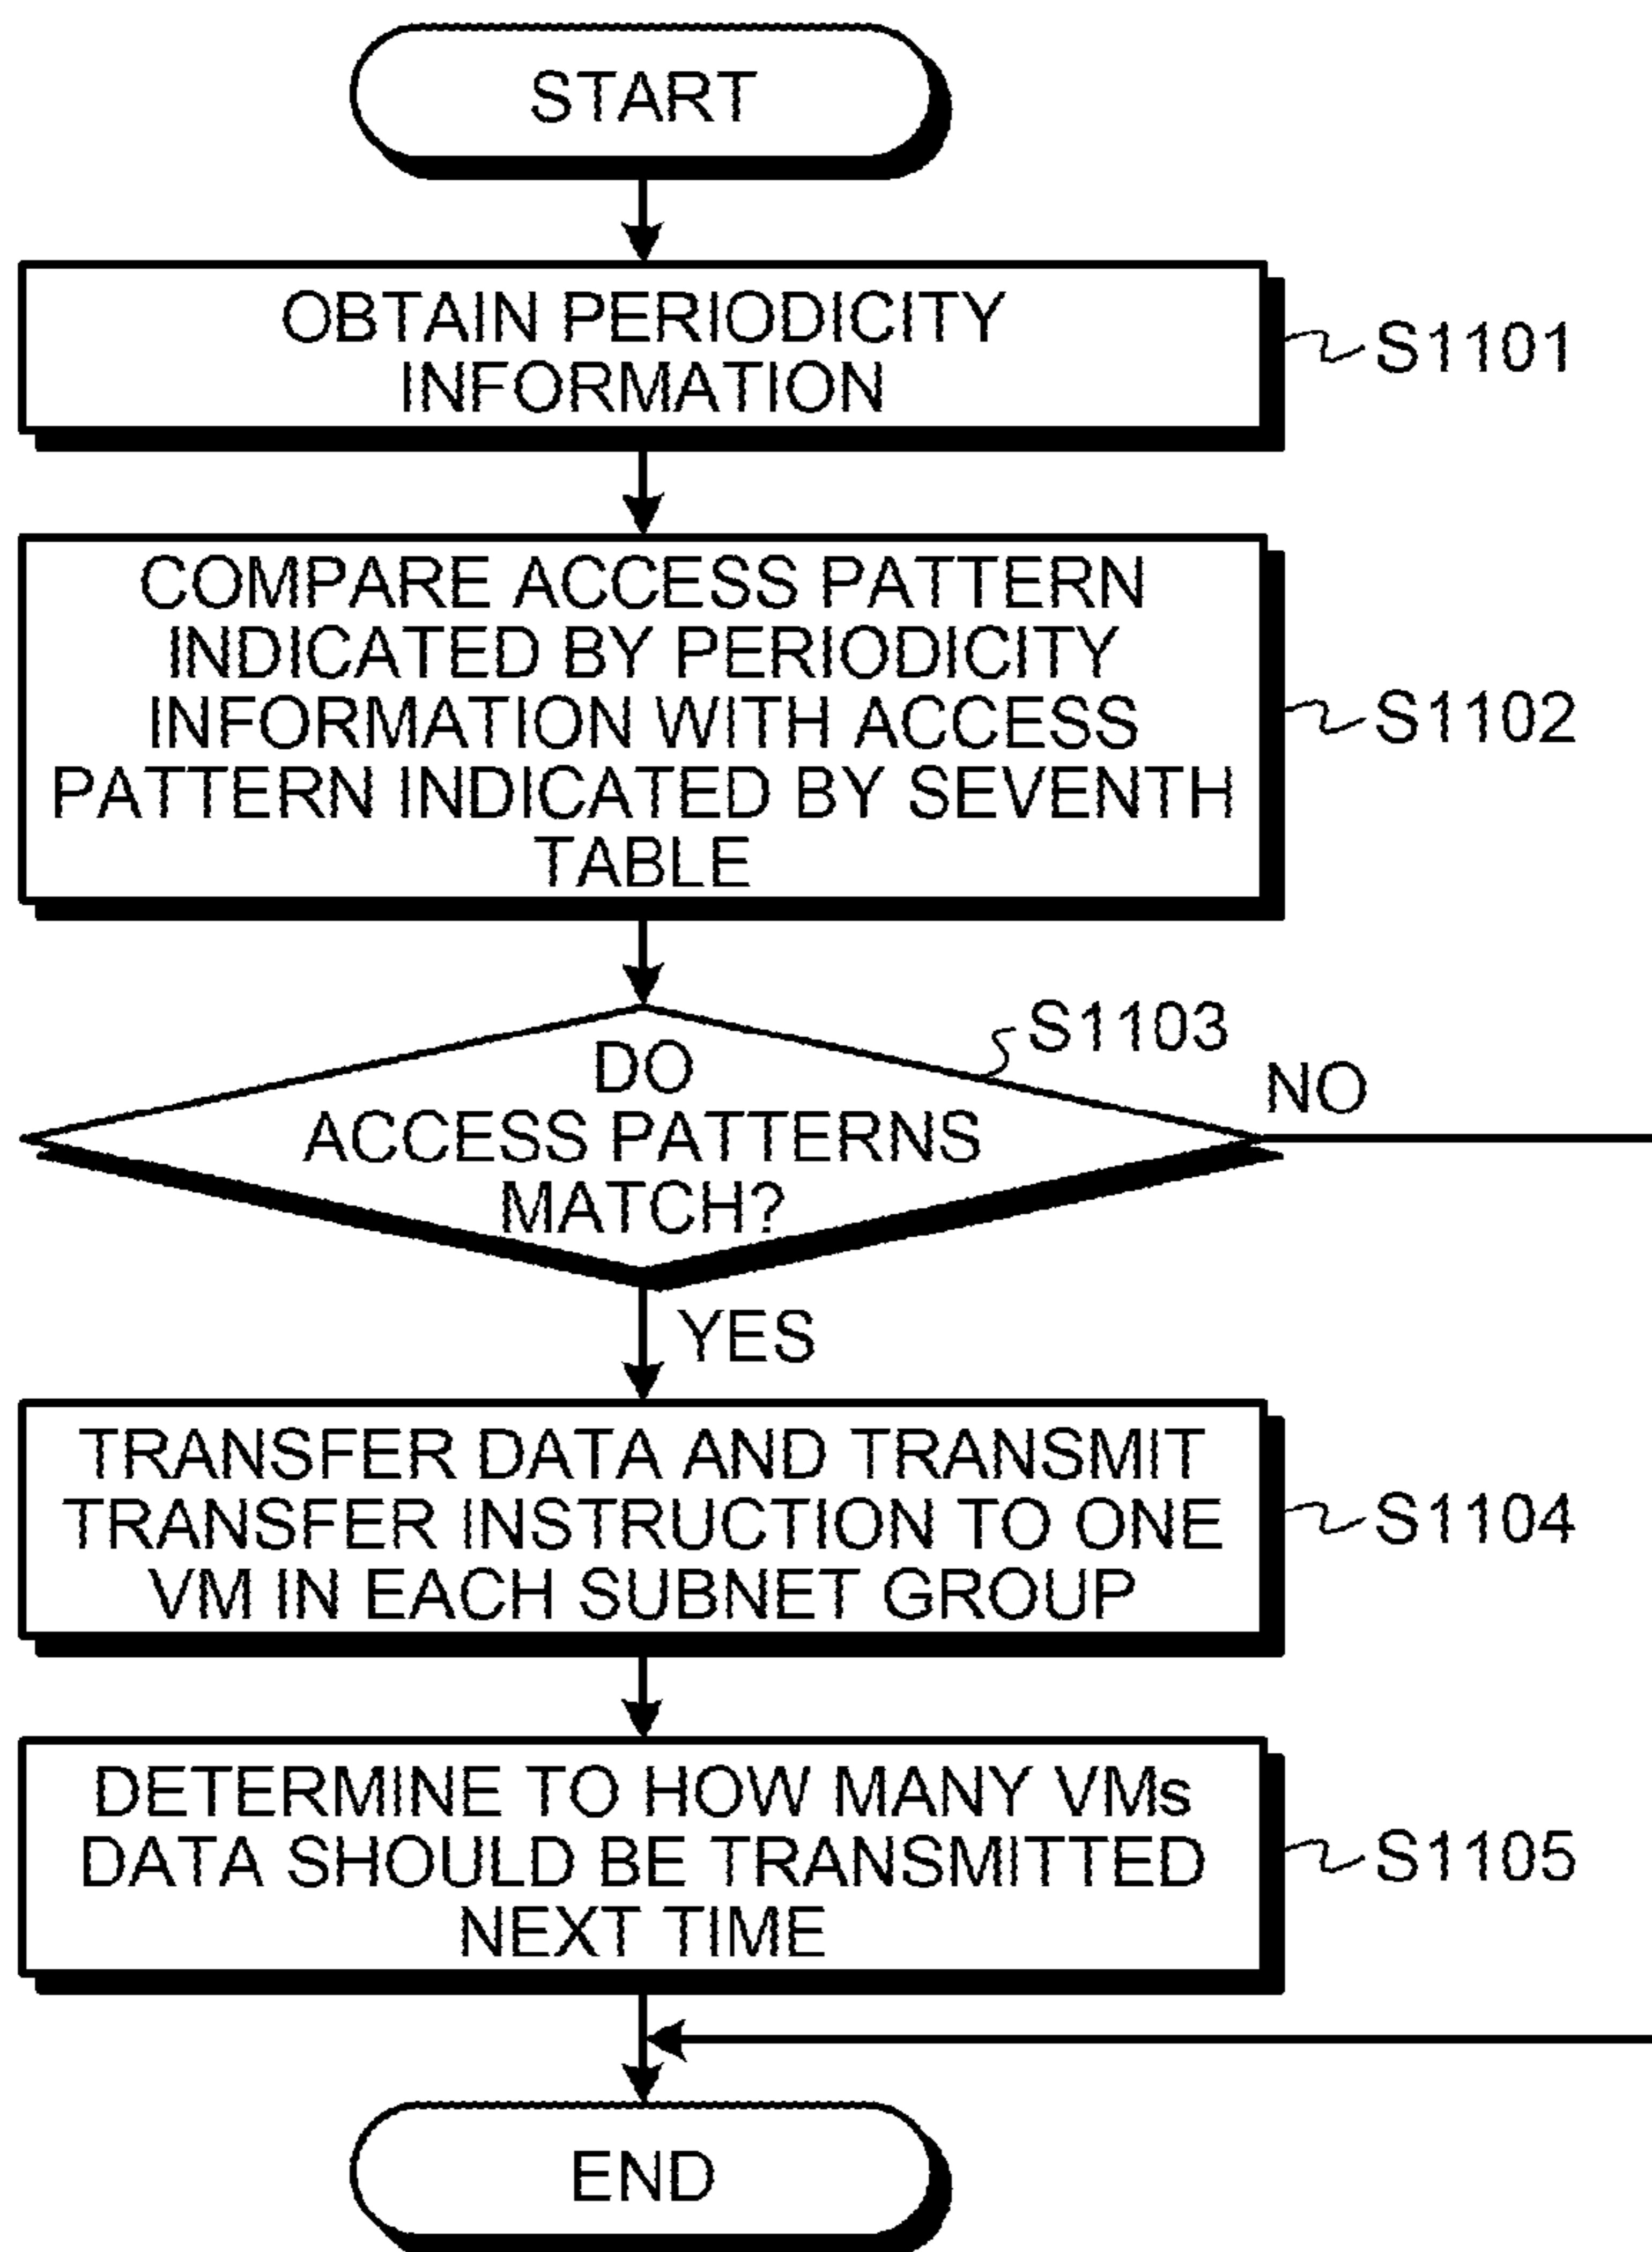 START
OBTAIN PERIODICITY
INFORMATION
S1101
COMPARE ACCESS PATTERN
INDICATED BY PERIODICITY
INFORMATION WITH ACCESS
PATTERN INDICATED BY SEVENTH
TABLE
S1102
S1103
DO
ACCESS PATTERNS
MATCH?
NO
YES
TRANSFER DATA AND TRANSMIT
TRANSFER INSTRUCTION TO ONE
VM IN EACH SUBNET GROUP
S1104
DETERMINE TO HOW MANY VMs
DATA SHOULD BE TRANSMITTED
NEXT TIME
S1105
END